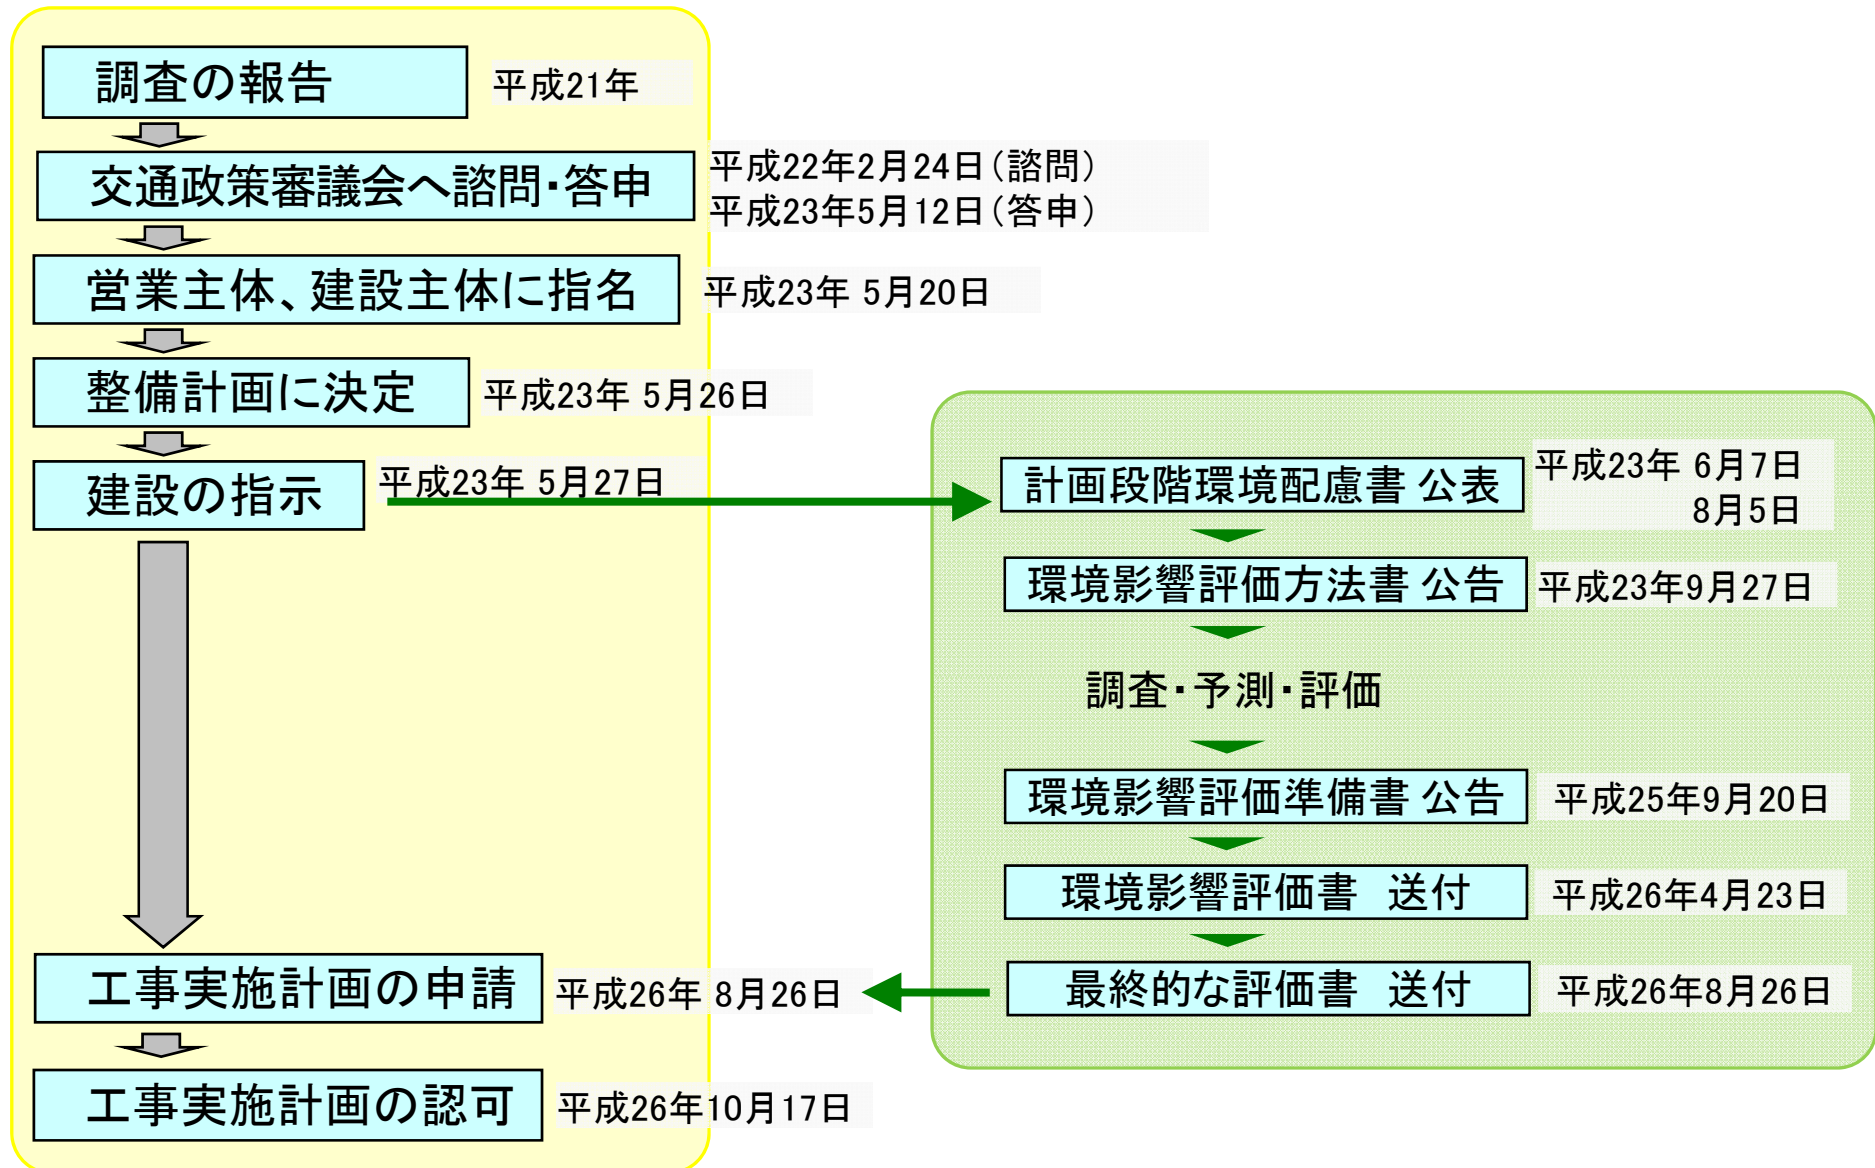 調査の報告
平成21年
交通政策審議会へ諮問・答申
平成22年2月24日(諮問)
平成23年5月12日(答申)
営業主体、建設主体に指名
平成23年 5月20日
整備計画に決定
平成23年 5月26日
建設の指示
平成23年 5月27日
計画段階環境配慮書 公表
平成23年 6月7日
8月5日
環境影響評価方法書 公告
平成23年9月27日
調査・予測・評価
環境影響評価準備書 公告
平成25年9月20日
環境影響評価書 送付
平成26年4月23日
最終的な評価書 送付
平成26年8月26日
工事実施計画の申請
平成26年 8月26日
工事実施計画の認可
平成26年10月17日